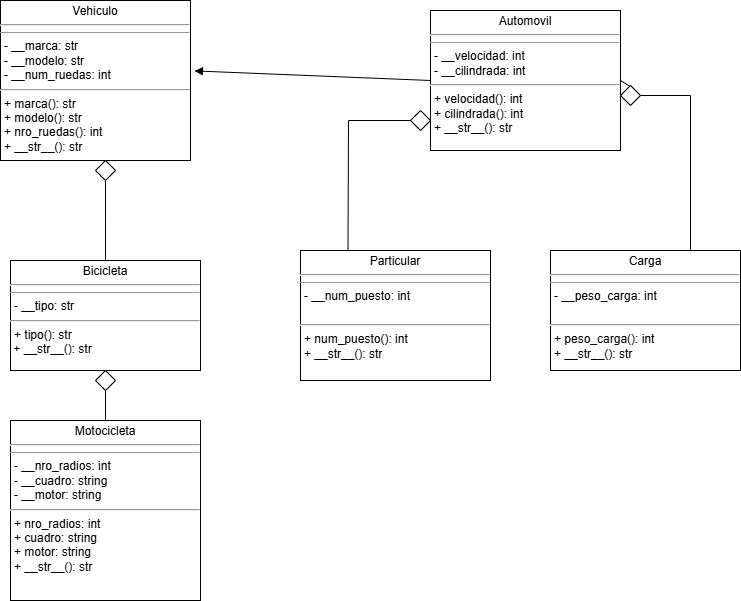 Vehiculo
- __marca: str
- __modelo: str
- __num_ruedas: int
+ marca(): str
+ modelo(): str
+ nro_ruedas(): int
+ __str__(): str
Automovil
- __velocidad: int
- __cilindrada: int
+ velocidad(): int
+ cilindrada(): int
+ __str__(): str
Bicicleta
- __tipo: str
+ tipo(): str
+ __str__(): str
Particular
- __num_puesto: int
+ num_puesto(): int
+ __str__(): str
Carga
- __peso_carga: int
+ peso_carga(): int
+ __str__(): str
Motocicleta
- __nro_radios: int
- __cuadro: string
- __motor: string
+ nro_radios: int
+ cuadro: string
+ motor: string
+ __str__(): str